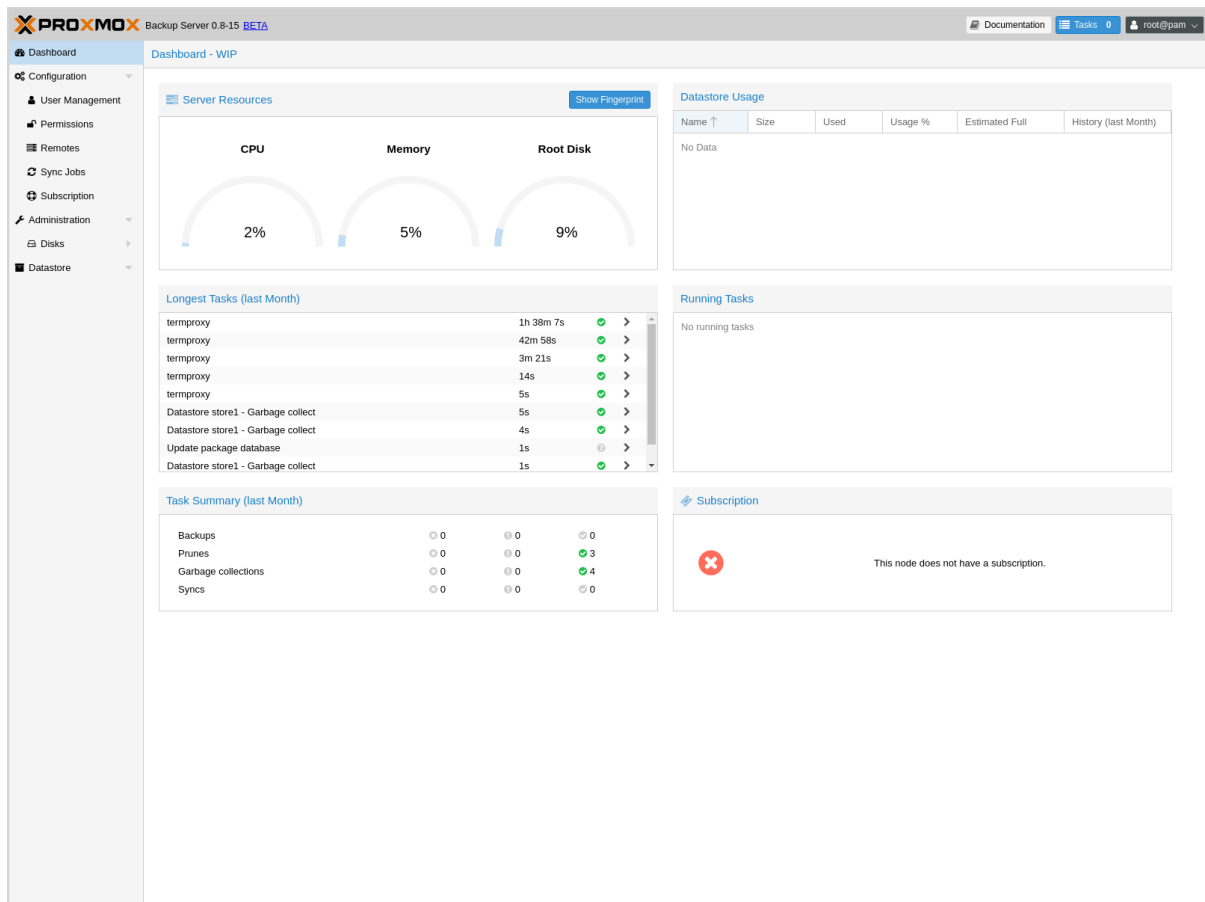 PROXMOX Backup Server 0.8-15 BETA
Documentation
Tasks 0
root@pam
Dashboard
Configuration
User Management
Permissions
Remotes
Sync Jobs
Subscription
Administration
Disks
Datastore
Dashboard - WIP
Server Resources
Show Fingerprint
CPU Memory Root Disk
2% 5% 9%
Datastore Usage
Name Size Used Usage % Estimated Full History (last Month)
No Data
Longest Tasks (last Month)
termproxy 1h 38m 7s
termproxy 42m 58s
termproxy 3m 21s
termproxy 14s
termproxy 5s
Datastore store1 - Garbage collect 5s
Datastore store1 - Garbage collect 4s
Update package database 1s
Datastore store1 - Garbage collect 1s
Running Tasks
No running tasks
Task Summary (last Month)
Backups 0 0 0
Prunes 0 0 3
Garbage collections 0 0 4
Syncs 0 0 0
Subscription
This node does not have a subscription.